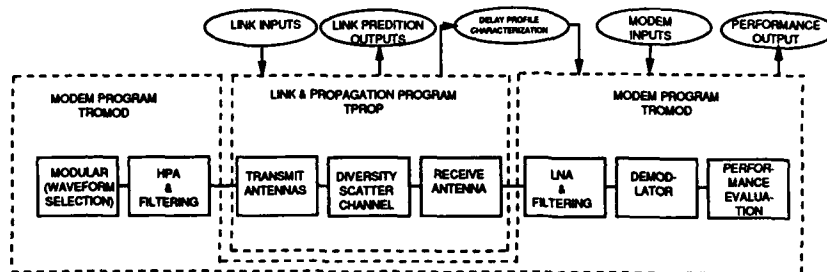 LINK INPUTS
LINK PREDITION
OUTPUTS
DELAY PROFILE
CHARACTERIZATION
MODEM
INPUTS
PERFORMANCE
OUTPUT
MODEM PROGRAM
TROMOD
LINK & PROPAGATION PROGRAM
TPROP
MODEM PROGRAM
TROMOD
MODULAR
(WAVEFORM
SELECTION)
HPA
&
FILTERING
TRANSMIT
ANTENNAS
DIVERSITY
SCATTER
CHANNEL
RECEIVE
ANTENNA
LNA
&
FILTERING
DEMOD-
LATOR
PERFOR-
MANCE
EVALUA-
TION